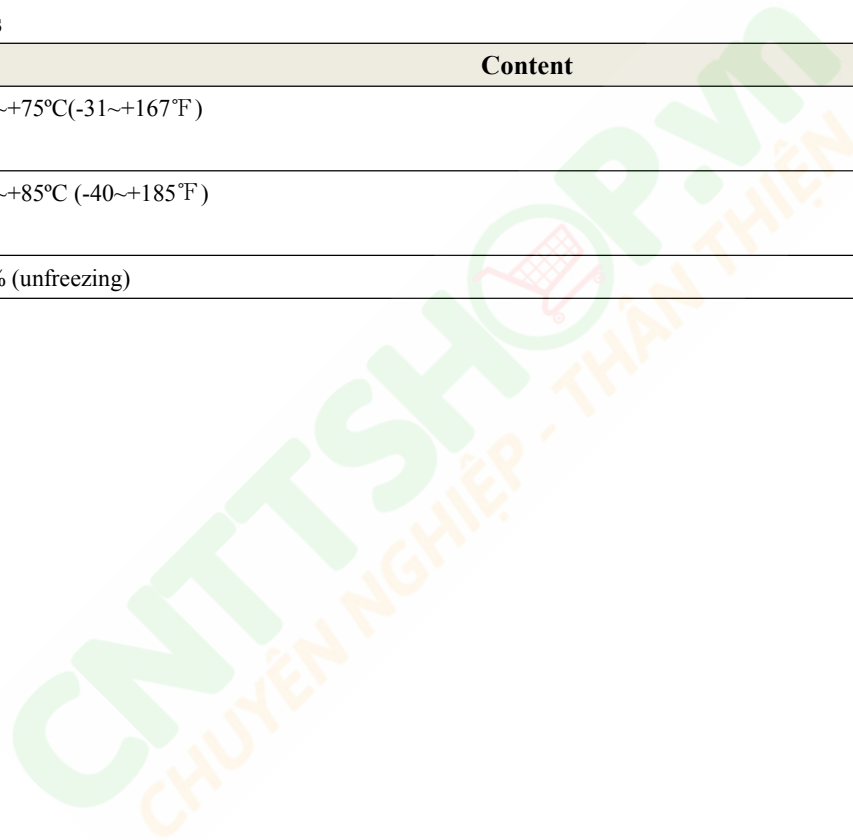 s
Content
~+75ºC(-31~+167℉)
~+85ºC (-40~+185℉)
% (unfreezing)
CNTTSHOP.vn
CHUYÊN NGHIỆP - THÂN THIỆN